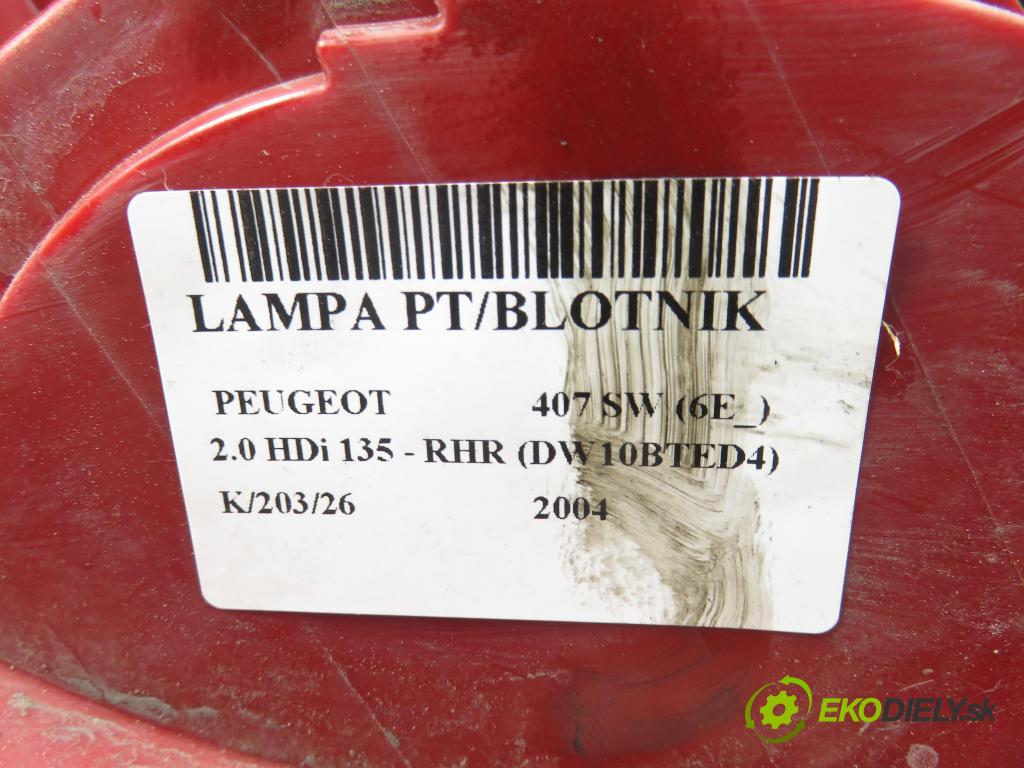 LAMPA PT/BLOTNIK
PEUGEOT 407 SW (6E_)
2.0 HDi 135 - RHR (DW10BTED4)
K/203/26 2004
EKODIELY.sk